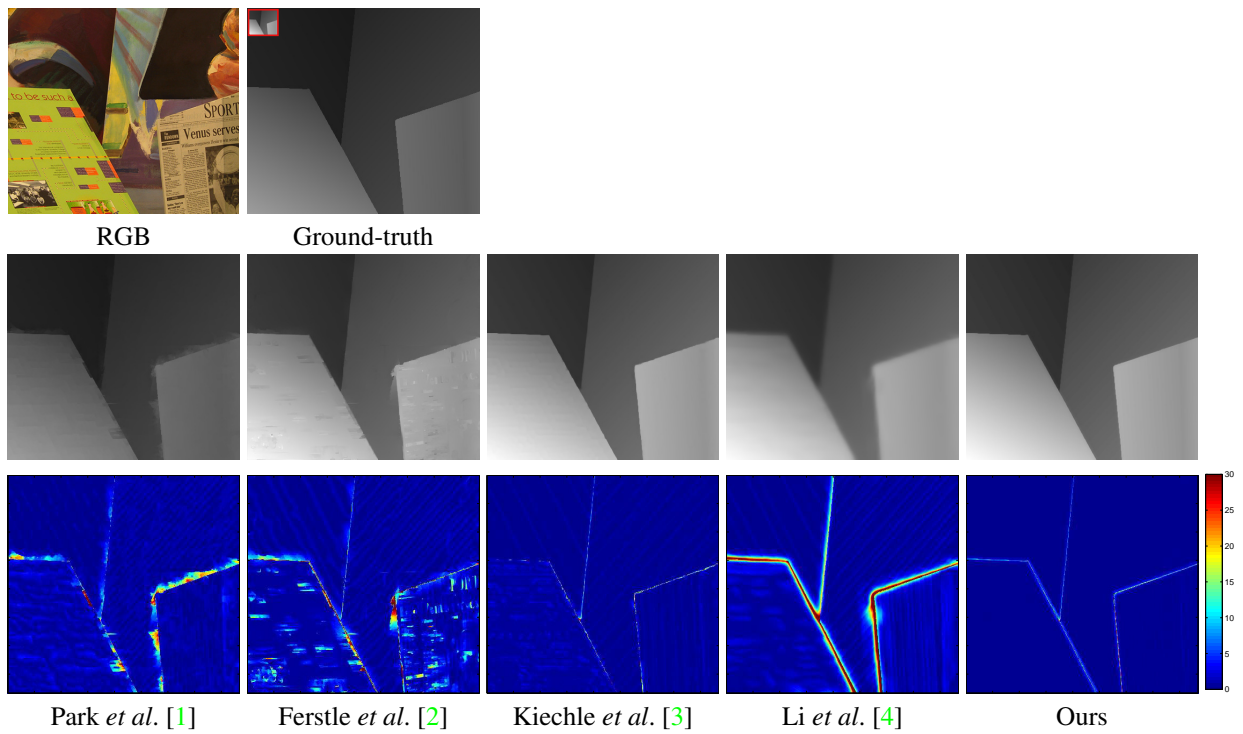 to be such a
SPORT
Venus serves
RGB
Ground-truth
30
25
20
15
10
5
0
Park et al. [1]
Ferstle et al. [2]
Kiechle et al. [3]
Li et al. [4]
Ours